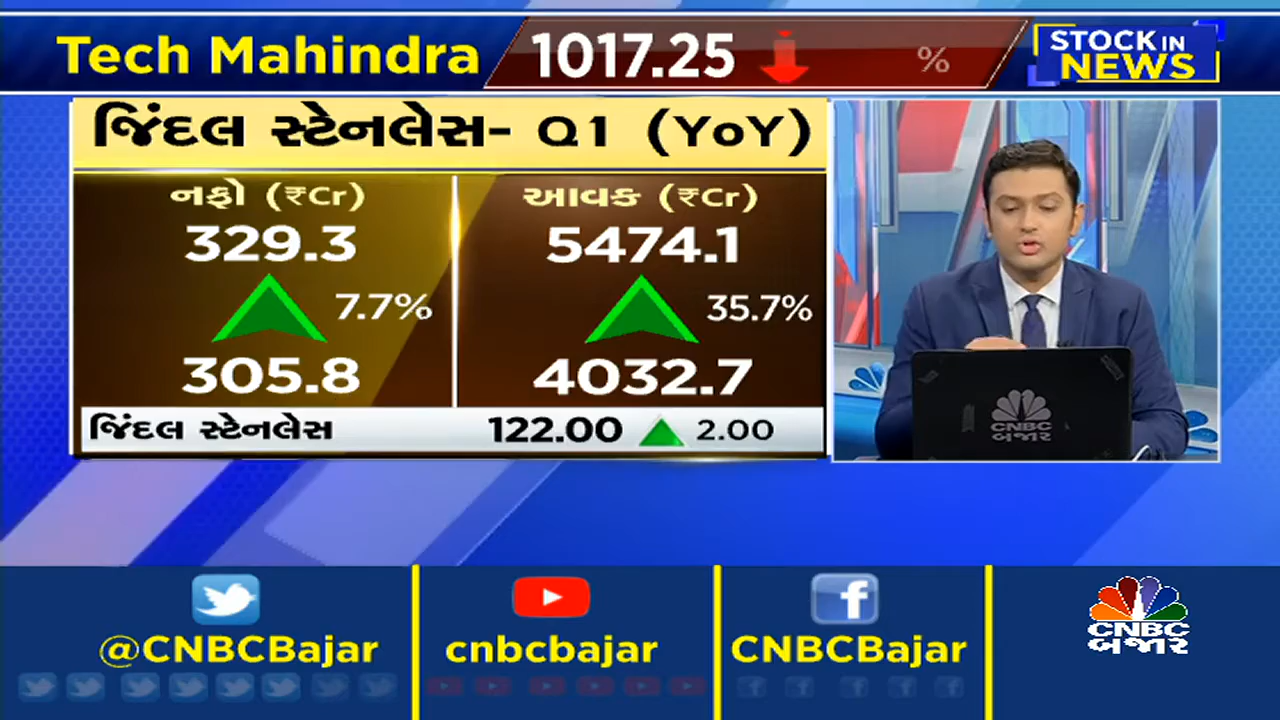 Tech Mahindra 1017.25 %
STOCK IN
NEWS
જિંદલ સ્ટેનલેસ- Q1 (YoY)
નફો (₹Cr)
329.3
7.7%
305.8
આવક (₹Cr)
5474.1
35.7%
4032.7
જિંદલ સ્ટેનલેસ 122.00 2.00
CNBC
બજાર
@CNBCBajar
cnbcbajar
CNBCBajar
CNBC
બજાર